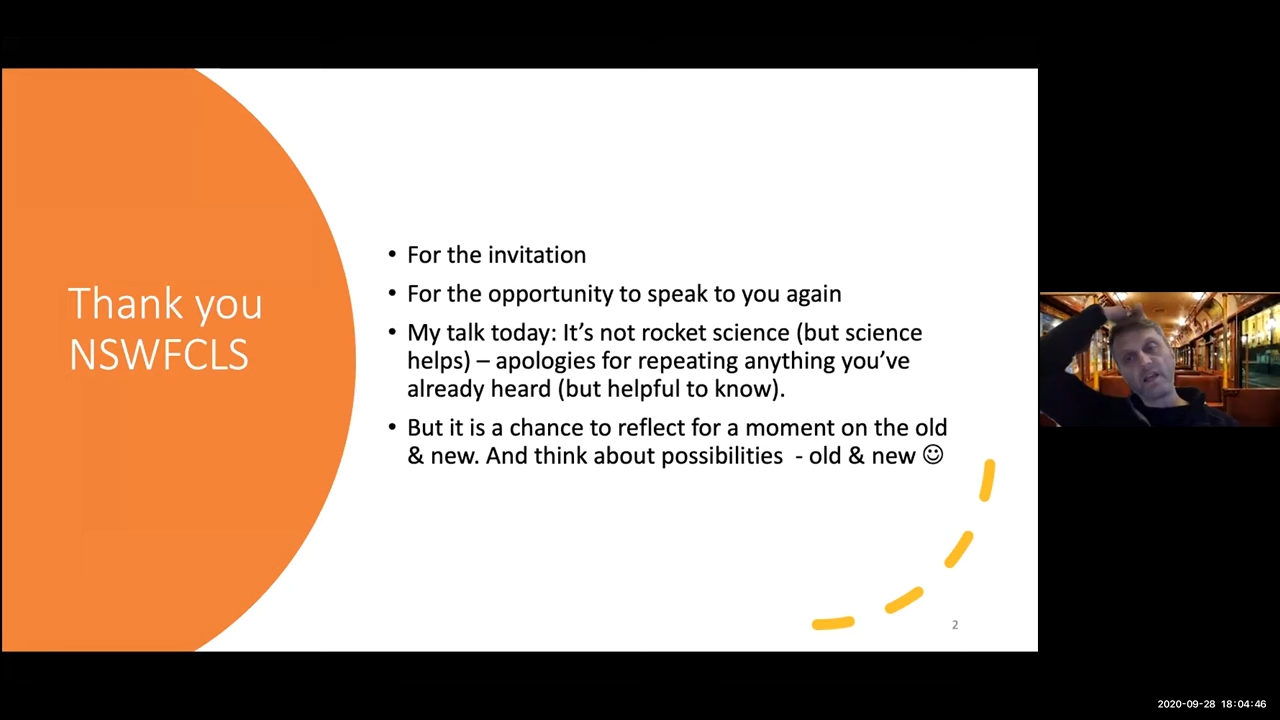 Thank you
NSWFCLS
• For the invitation
• For the opportunity to speak to you again
• My talk today: It's not rocket science (but science
helps) – apologies for repeating anything you've
already heard (but helpful to know).
• But it is a chance to reflect for a moment on the old
& new. And think about possibilities - old & new ☺
2
2020-09-28 18:04:46